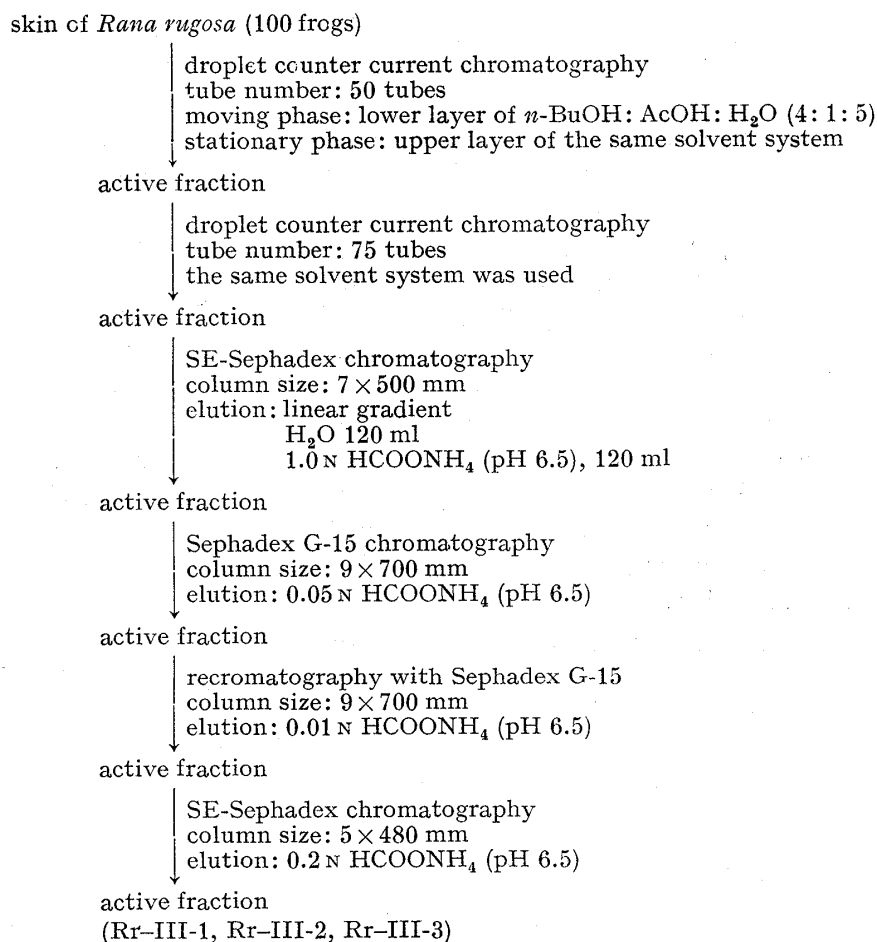 skin of Rana rugosa (100 frogs)
droplet counter current chromatography
tube number: 50 tubes
moving phase: lower layer of n-BuOH: AcOH: H₂O (4: 1: 5)
stationary phase: upper layer of the same solvent system
active fraction
droplet counter current chromatography
tube number: 75 tubes
the same solvent system was used
active fraction
SE-Sephadex chromatography
column size: 7 × 500 mm
elution: linear gradient
H₂O 120 ml
1.0 N HCOONH₄ (pH 6.5), 120 ml
active fraction
Sephadex G-15 chromatography
column size: 9 × 700 mm
elution: 0.05 N HCOONH₄ (pH 6.5)
active fraction
recromatography with Sephadex G-15
column size: 9 × 700 mm
elution: 0.01 N HCOONH₄ (pH 6.5)
active fraction
SE-Sephadex chromatography
column size: 5 × 480 mm
elution: 0.2 N HCOONH₄ (pH 6.5)
active fraction
(Rr–III-1, Rr–III-2, Rr–III-3)